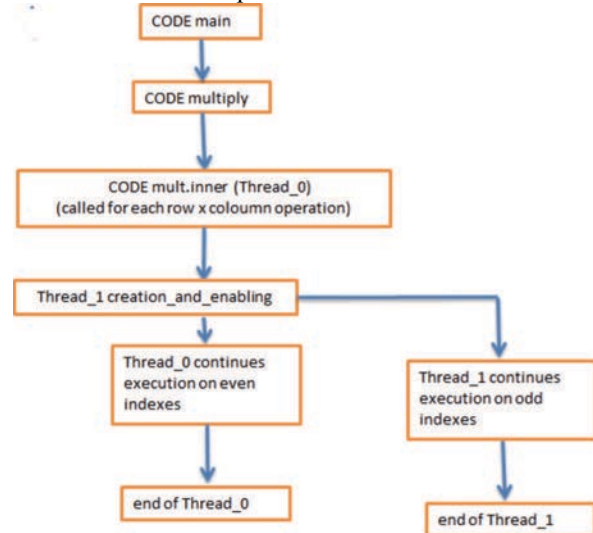 CODE main
CODE multiply
CODE mult.inner (Thread_0)
(called for each row x coloumn operation)
Thread_1 creation_and_enabling
Thread_0 continues
execution on even
indexes
Thread_1 continues
execution on odd
indexes
end of Thread_0
end of Thread_1